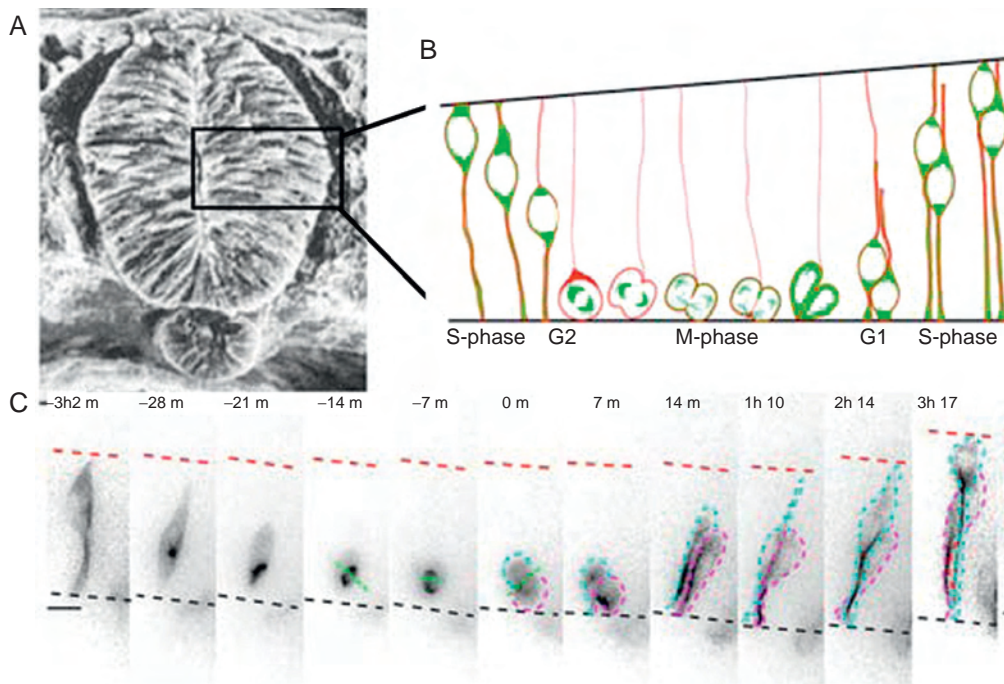 A
B
S-phase G2 M-phase G1 S-phase
C
–3h2 m –28 m –21 m –14 m –7 m 0 m 7 m 14 m 1h 10 2h 14 3h 17